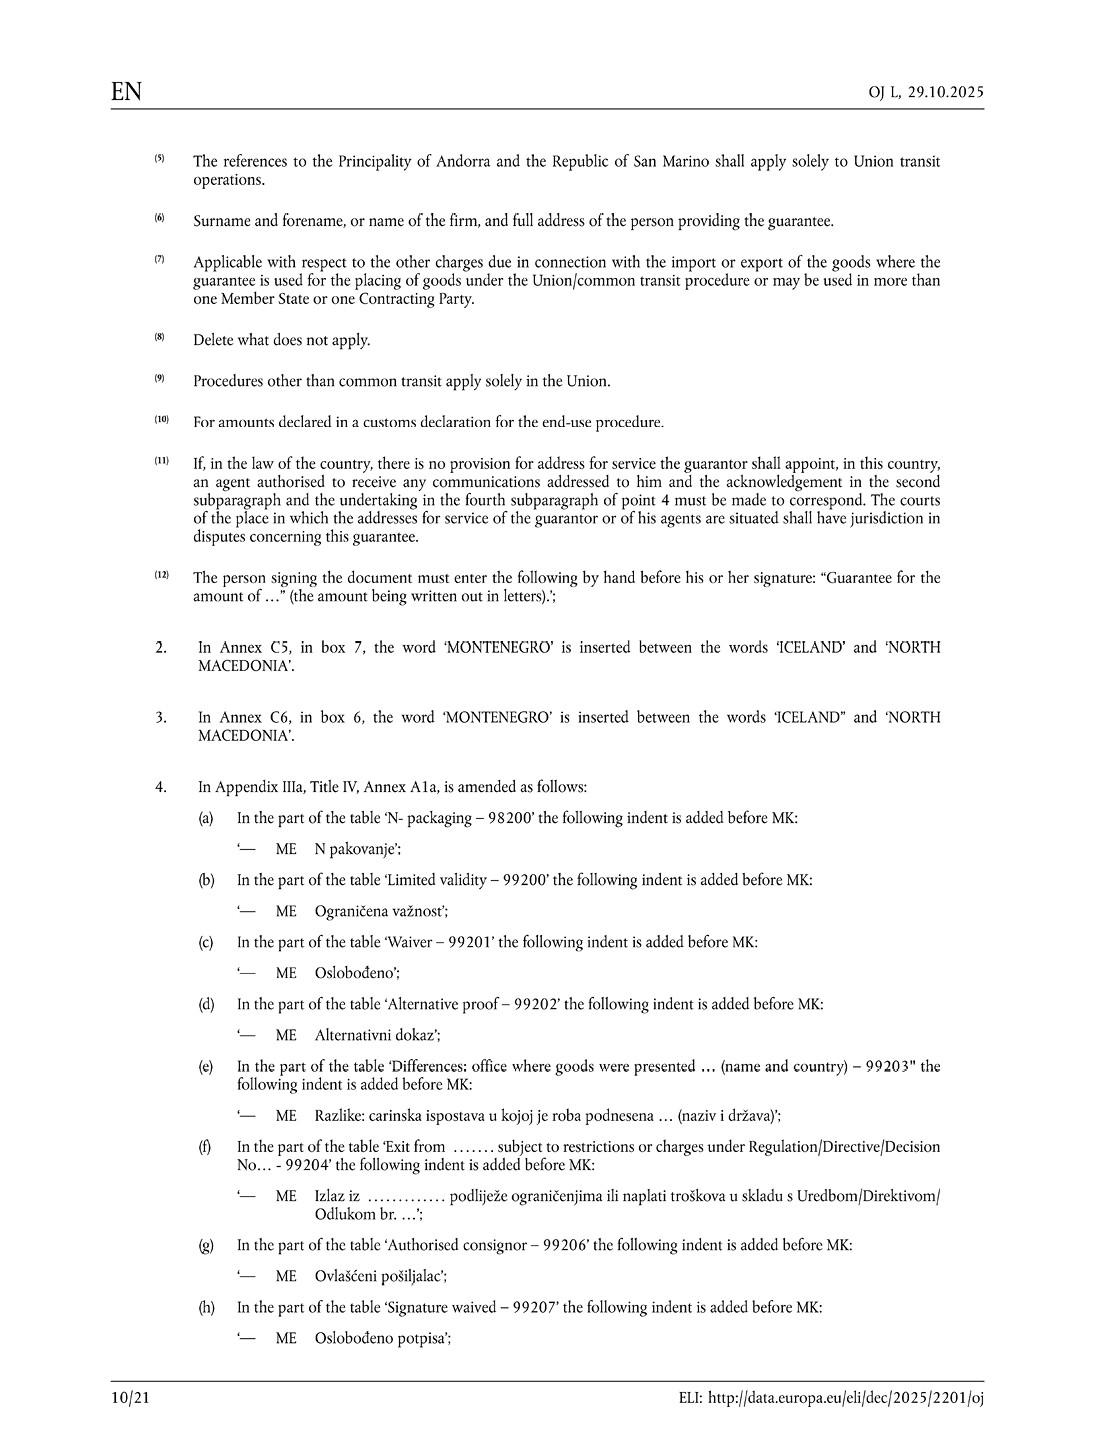 EN
OJ L, 29.10.2025
(5) The references to the Principality of Andorra and the Republic of San Marino shall apply solely to Union transit
operations.
(6) Surname and forename, or name of the firm, and full address of the person providing the guarantee.
(7) Applicable with respect to the other charges due in connection with the import or export of the goods where the
guarantee is used for the placing of goods under the Union/common transit procedure or may be used in more than
one Member State or one Contracting Party.
(8) Delete what does not apply.
(9) Procedures other than common transit apply solely in the Union.
(10) For amounts declared in a customs declaration for the end-use procedure.
(11) If, in the law of the country, there is no provision for address for service the guarantor shall appoint, in this country,
an agent authorised to receive any communications addressed to him and the acknowledgement in the second
subparagraph and the undertaking in the fourth subparagraph of point 4 must be made to correspond. The courts
of the place in which the addresses for service of the guarantor or of his agents are situated shall have jurisdiction in
disputes concerning this guarantee.
(12) The person signing the document must enter the following by hand before his or her signature: “Guarantee for the
amount of …” (the amount being written out in letters).’;
2. In Annex C5, in box 7, the word ‘MONTENEGRO’ is inserted between the words ‘ICELAND’ and ‘NORTH
MACEDONIA’.
3. In Annex C6, in box 6, the word ‘MONTENEGRO’ is inserted between the words ‘ICELAND” and ‘NORTH
MACEDONIA’.
4. In Appendix IIIa, Title IV, Annex A1a, is amended as follows:
(a) In the part of the table ‘N- packaging – 98200’ the following indent is added before MK:
‘— ME N pakovanje’;
(b) In the part of the table ‘Limited validity – 99200’ the following indent is added before MK:
‘— ME Ograničena važnost’;
(c) In the part of the table ‘Waiver – 99201’ the following indent is added before MK:
‘— ME Oslobođeno’;
(d) In the part of the table ‘Alternative proof – 99202’ the following indent is added before MK:
‘— ME Alternativni dokaz’;
(e) In the part of the table ‘Differences: office where goods were presented … (name and country) – 99203" the
following indent is added before MK:
‘— ME Razlike: carinska ispostava u kojoj je roba podnesena … (naziv i država)’;
(f) In the part of the table ‘Exit from ....... subject to restrictions or charges under Regulation/Directive/Decision
No… - 99204’ the following indent is added before MK:
‘— ME Izlaz iz ............. podliježe ograničenjima ili naplati troškova u skladu s Uredbom/Direktivom/
Odlukom br. …’;
(g) In the part of the table ‘Authorised consignor – 99206’ the following indent is added before MK:
‘— ME Ovlašćeni pošiljalac’;
(h) In the part of the table ‘Signature waived – 99207’ the following indent is added before MK:
‘— ME Oslobođeno potpisa’;
10/21
ELI: http://data.europa.eu/eli/dec/2025/2201/oj